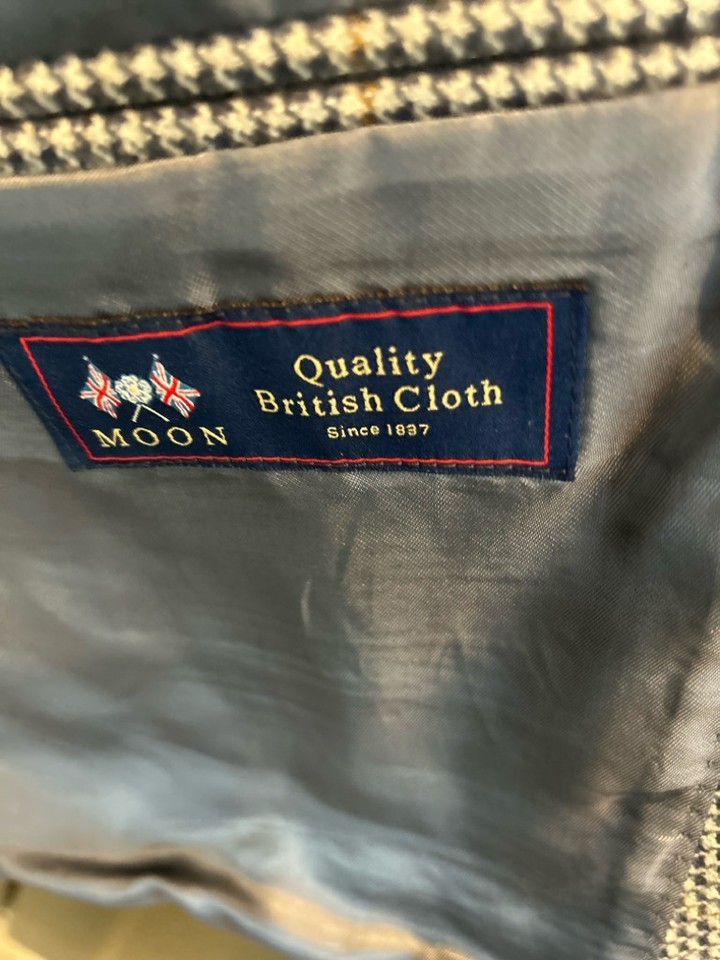 MOON
Quality
British Cloth
Since 1837